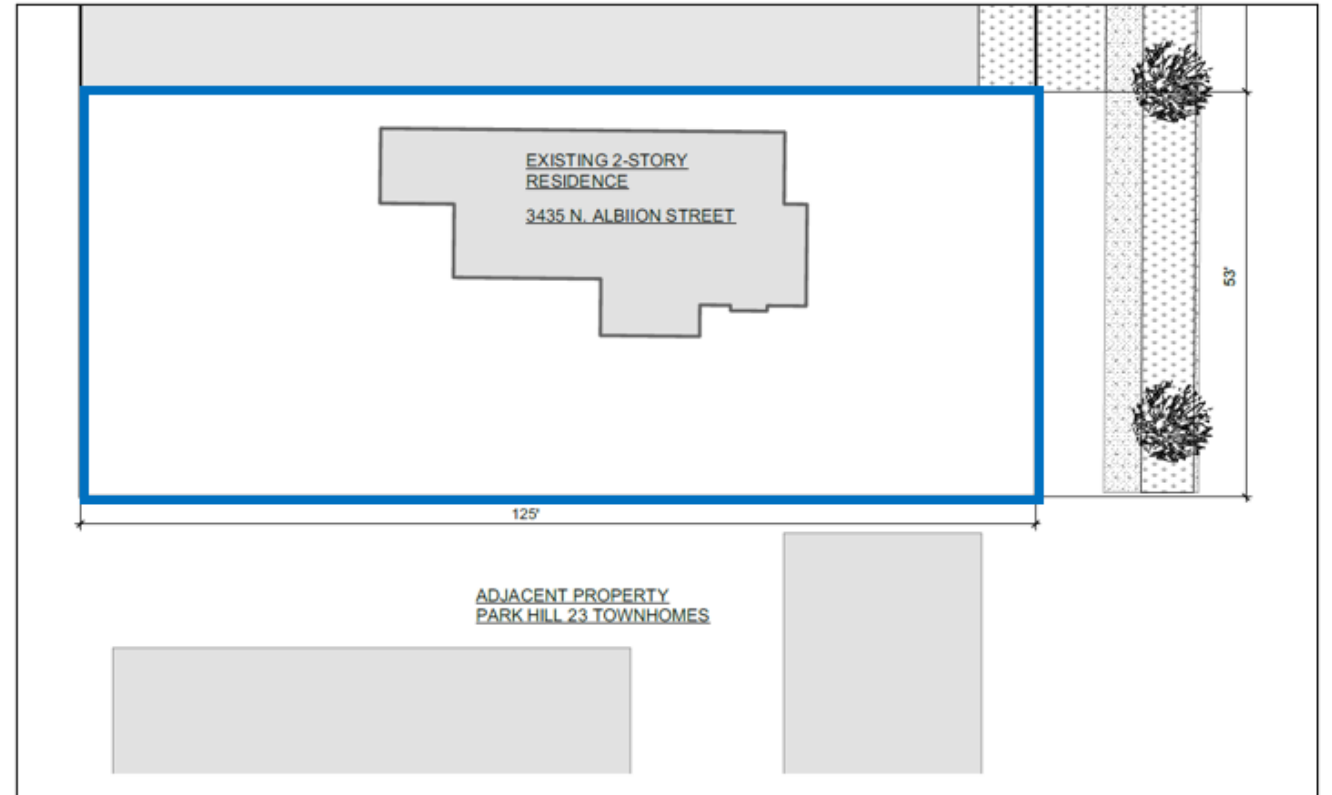 EXISTING 2-STORY
RESIDENCE
3435 N. ALBIION STREET
53'
125'
ADJACENT PROPERTY
PARK HILL 23 TOWNHOMES